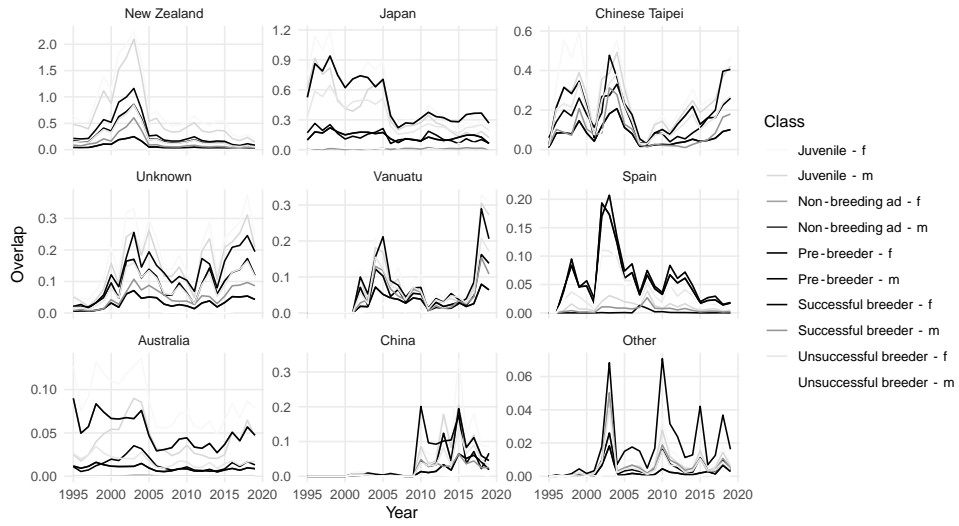 New Zealand
Japan
Chinese Taipei
2.0
1.5
1.0
0.5
0.0
1.2
0.9
0.6
0.3
0.0
0.6
0.4
0.2
0.0
Unknown
Vanuatu
Spain
0.3
0.2
0.1
0.0
0.3
0.2
0.1
0.0
0.20
0.15
0.10
0.05
0.00
Australia
China
Other
0.10
0.05
0.00
0.3
0.2
0.1
0.0
0.06
0.04
0.02
0.00
1995 2000 2005 2010 2015 2020
1995 2000 2005 2010 2015 2020
1995 2000 2005 2010 2015 2020
Overlap
Year
Class
Juvenile - f
Juvenile - m
Non-breeding ad - f
Non-breeding ad - m
Pre-breeder - f
Pre-breeder - m
Successful breeder - f
Successful breeder - m
Unsuccessful breeder - f
Unsuccessful breeder - m